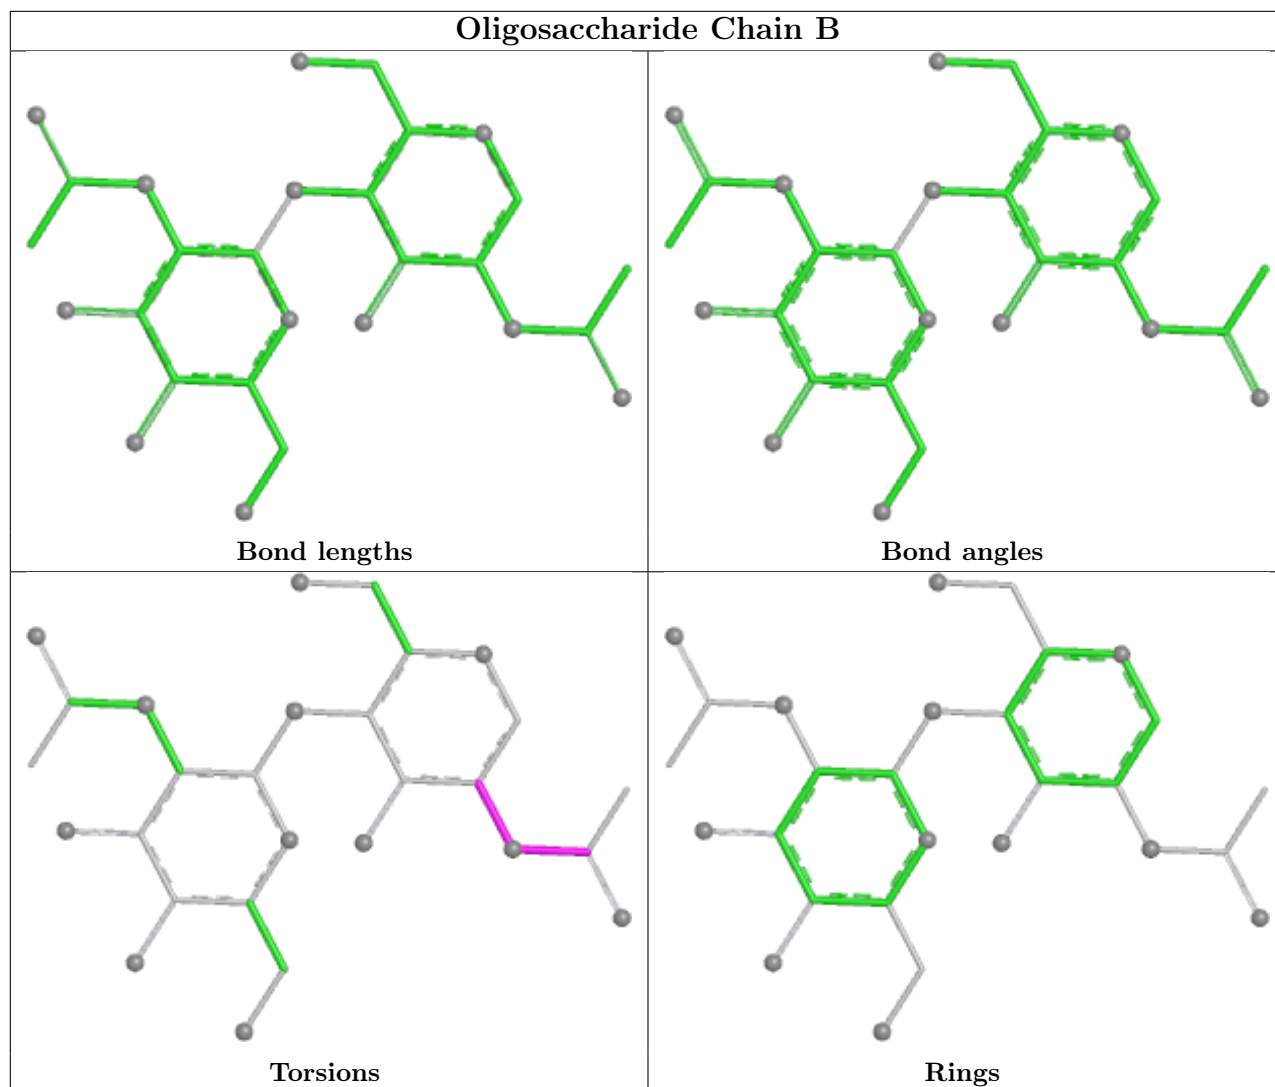 Oligosaccharide Chain B
Bond lengths
Bond angles
Torsions
Rings